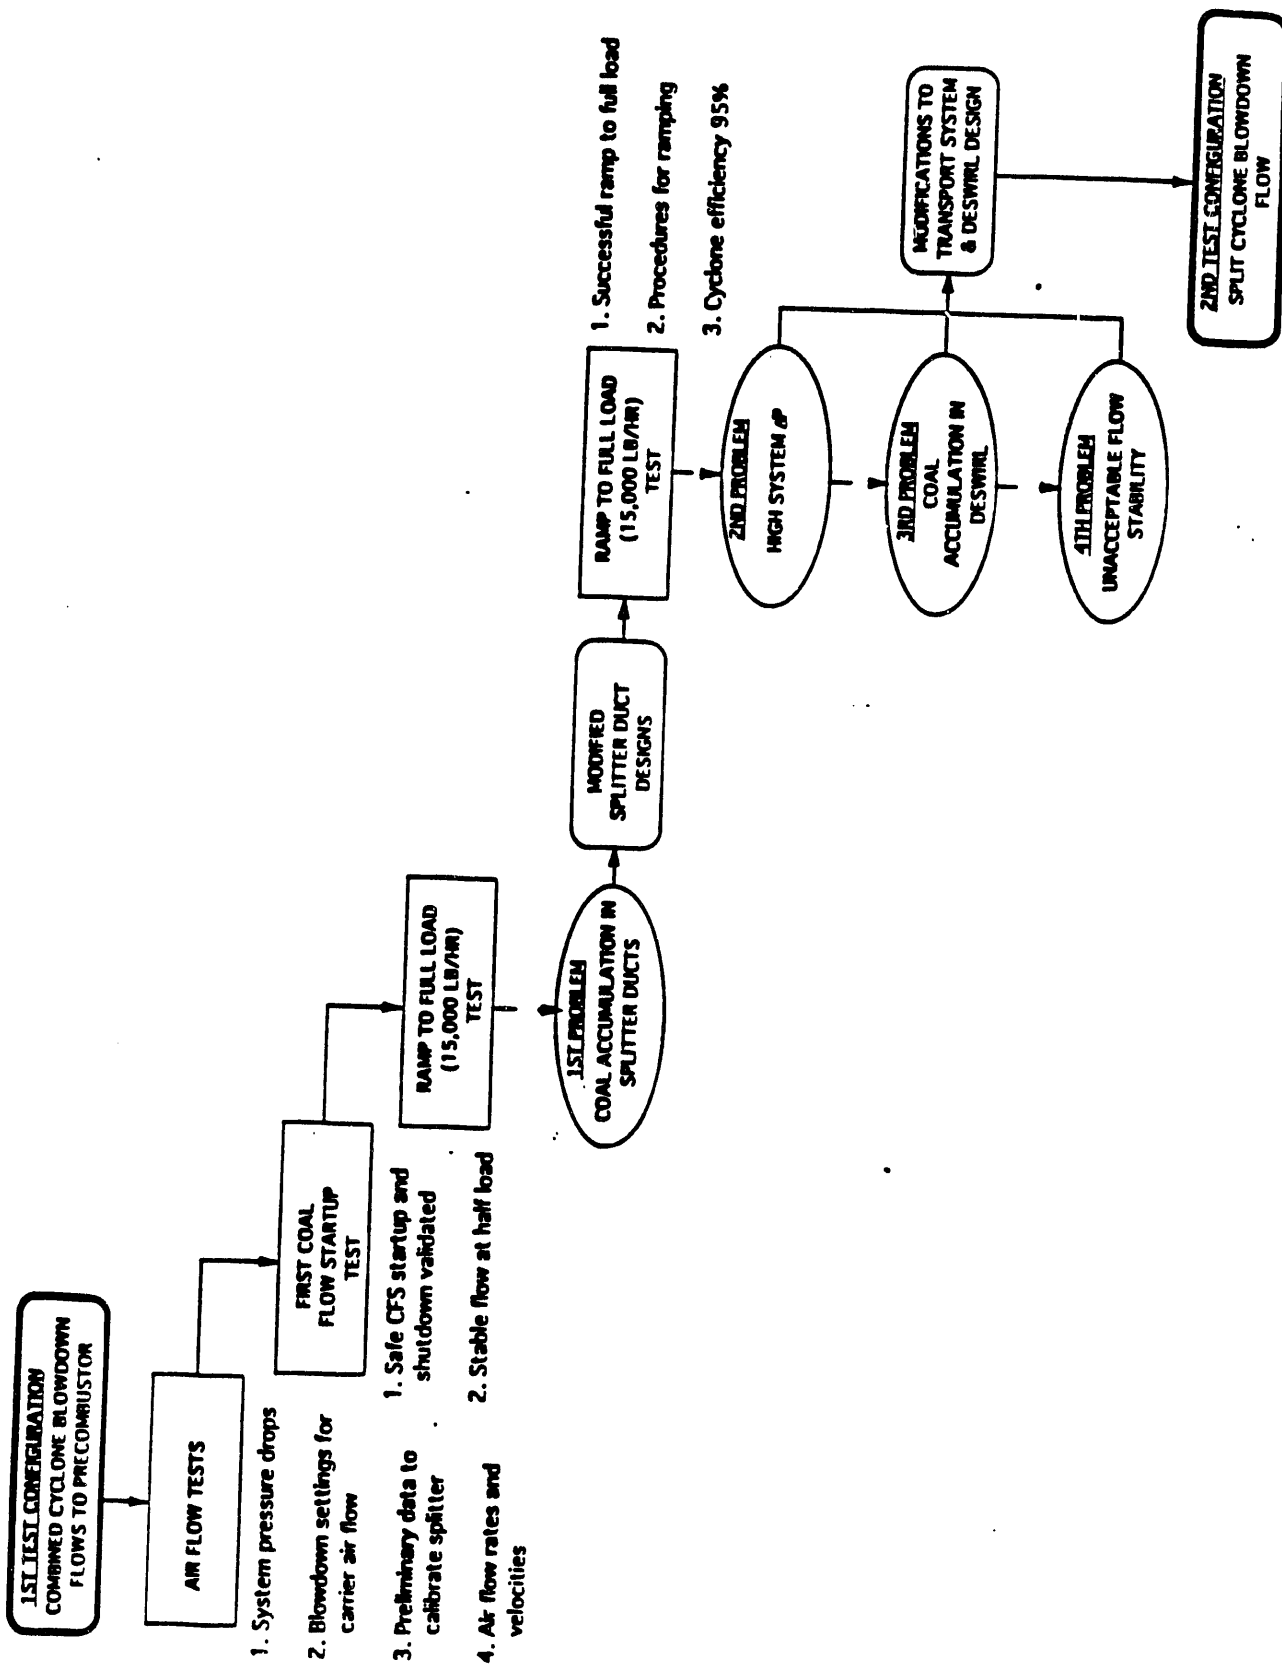 1ST TEST CONFIGURATION
COMBINED CYCLONE BLOWDOWN
FLOWS TO PRECOMBUSTOR
AIR FLOW TESTS
1. System pressure drops
2. Blowdown settings for
carrier air flow
3. Preliminary data to
calibrate splitter
4. Air flow rates and
velocities
FIRST COAL
FLOW STARTUP
TEST
1. Safe CFS startup and
shutdown validated
2. Stable flow at half load
RAMP TO FULL LOAD
(15,000 LB/HR)
TEST
1ST PROBLEM
COAL ACCUMULATION IN
SPLITTER DUCTS
MODIFIED
SPLITTER DUCT
DESIGNS
RAMP TO FULL LOAD
(15,000 LB/HR)
TEST
1. Successful ramp to full load
2. Procedures for ramping
3. Cyclone efficiency 95%
2ND PROBLEM
HIGH SYSTEM dP
3RD PROBLEM
COAL
ACCUMULATION IN
DESWIRL
4TH PROBLEM
UNACCEPTABLE FLOW
STABILITY
MODIFICATIONS TO
TRANSPORT SYSTEM
& DESWIRL DESIGN
2ND TEST CONFIGURATION
SPLIT CYCLONE BLOWDOWN
FLOW